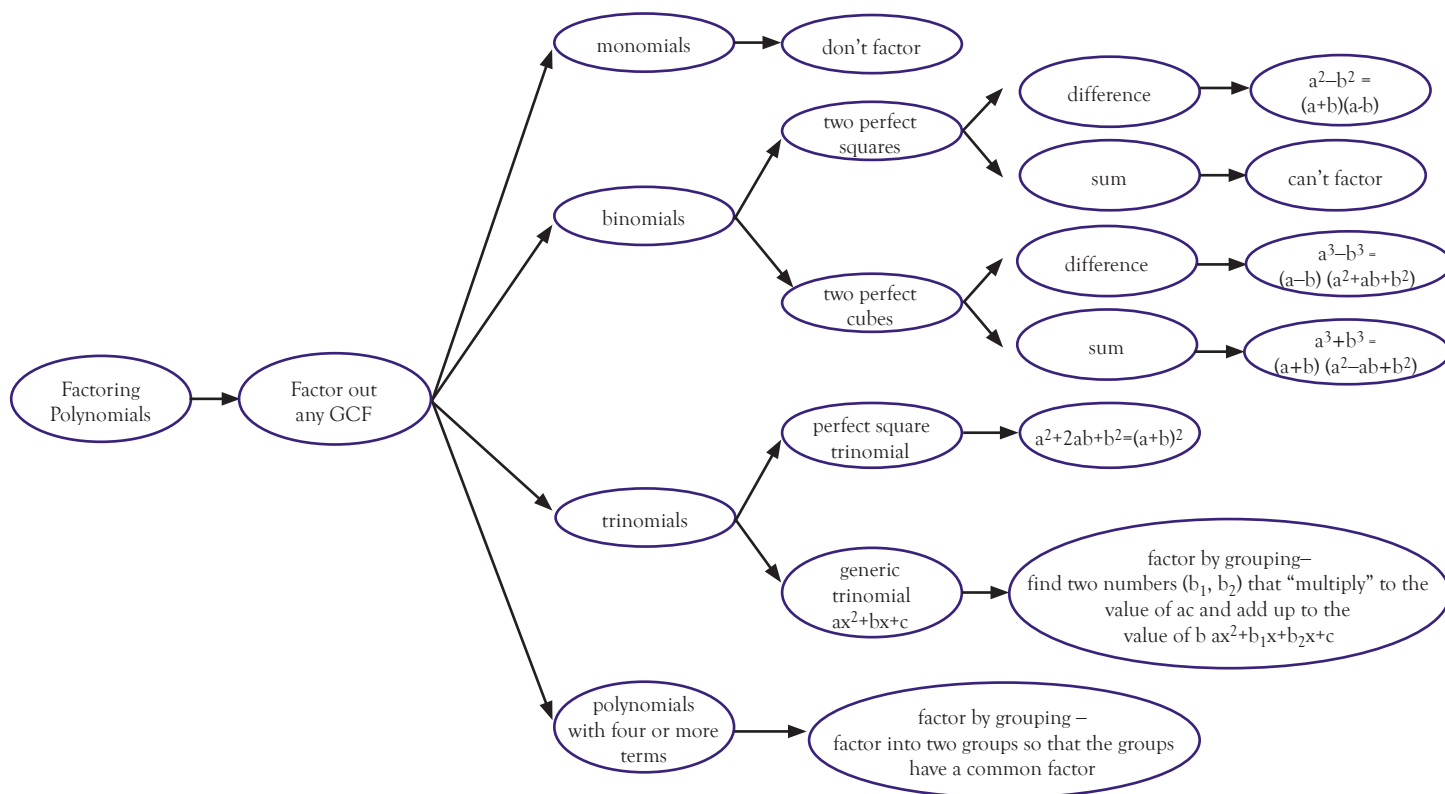 Factoring
Polynomials
Factor out
any GCF
monomials
don't factor
binomials
two perfect
squares
difference
a²–b² =
(a+b)(a-b)
sum
can't factor
two perfect
cubes
difference
a³–b³ =
(a–b) (a²+ab+b²)
sum
a³+b³ =
(a+b) (a²–ab+b²)
trinomials
perfect square
trinomial
a²+2ab+b²=(a+b)²
generic
trinomial
ax²+bx+c
factor by grouping–
find two numbers (b₁, b₂) that “multiply” to the
value of ac and add up to the
value of b ax²+b₁x+b₂x+c
polynomials
with four or more
terms
factor by grouping –
factor into two groups so that the groups
have a common factor